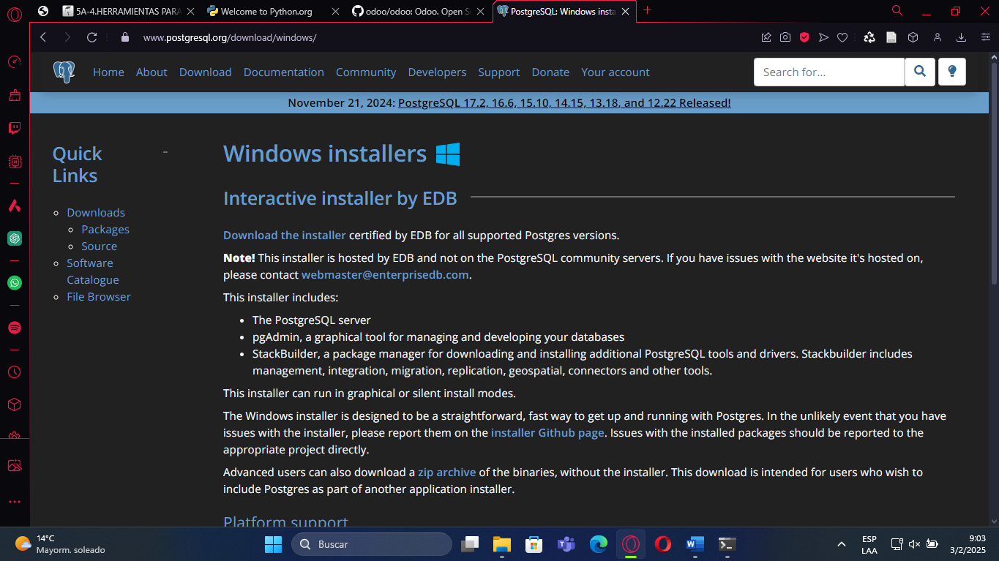 5A-4.HERRAMIENTAS PARA
Welcome to Python.org
odoo/odoo: Odoo. Open S
PostgreSQL: Windows insta
www.postgresql.org/download/windows/
Home About Download Documentation Community Developers Support Donate Your account
Search for...
November 21, 2024: PostgreSQL 17.2, 16.6, 15.10, 14.15, 13.18, and 12.22 Released!
Quick
Links
Downloads
Packages
Source
Software
Catalogue
File Browser
Windows installers
Interactive installer by EDB
Download the installer certified by EDB for all supported Postgres versions.
Note! This installer is hosted by EDB and not on the PostgreSQL community servers. If you have issues with the website it's hosted on,
please contact webmaster@enterprisedb.com.
This installer includes:
The PostgreSQL server
pgAdmin, a graphical tool for managing and developing your databases
StackBuilder, a package manager for downloading and installing additional PostgreSQL tools and drivers. Stackbuilder includes
management, integration, migration, replication, geospatial, connectors and other tools.
This installer can run in graphical or silent install modes.
The Windows installer is designed to be a straightforward, fast way to get up and running with Postgres. In the unlikely event that you have
issues with the installer, please report them on the installer Github page. Issues with the installed packages should be reported to the
appropriate project directly.
Advanced users can also download a zip archive of the binaries, without the installer. This download is intended for users who wish to
include Postgres as part of another application installer.
Platform support
14°C
Mayorm. soleado
Buscar
ESP
LAA
9:03
3/2/2025